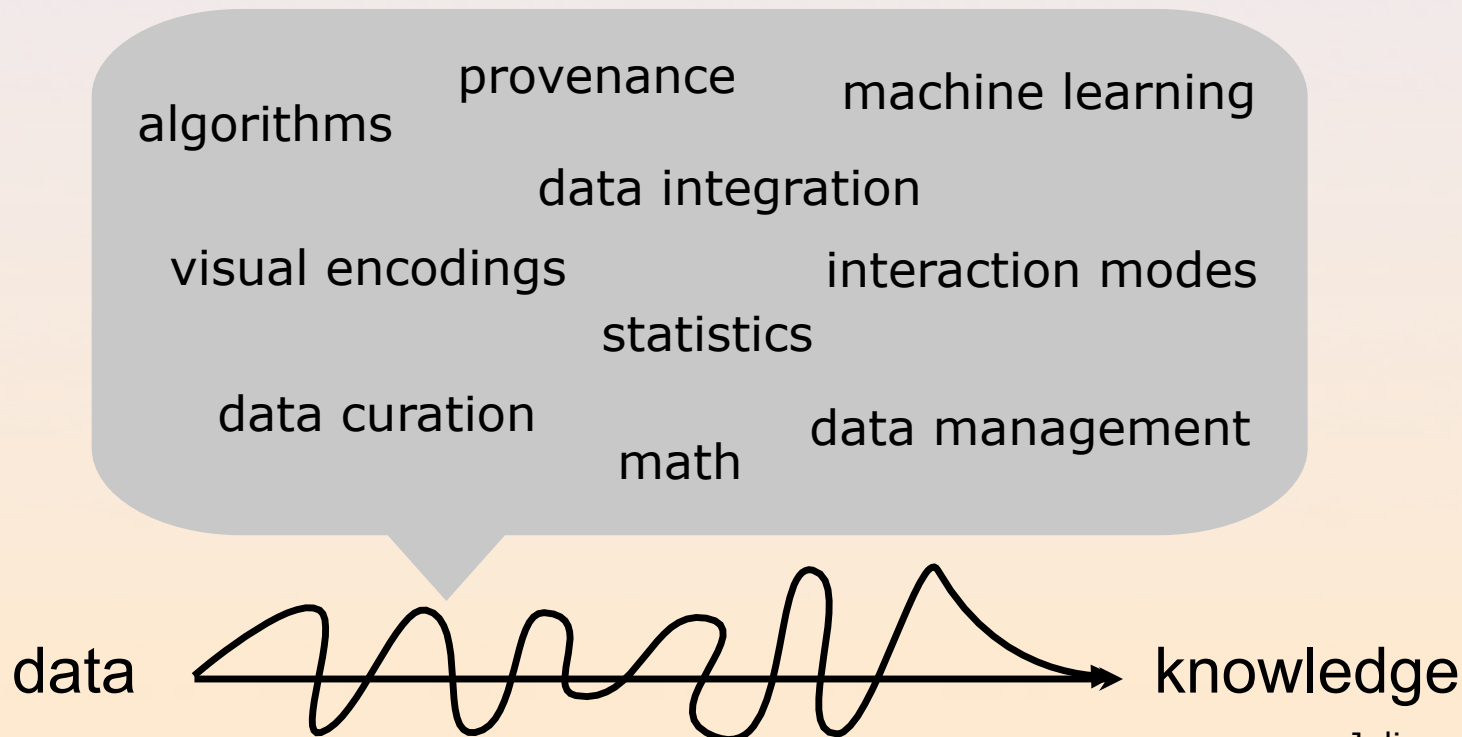 provenance
machine learning
algorithms
data integration
visual encodings
interaction modes
statistics
data curation
data management
math
data
knowledge